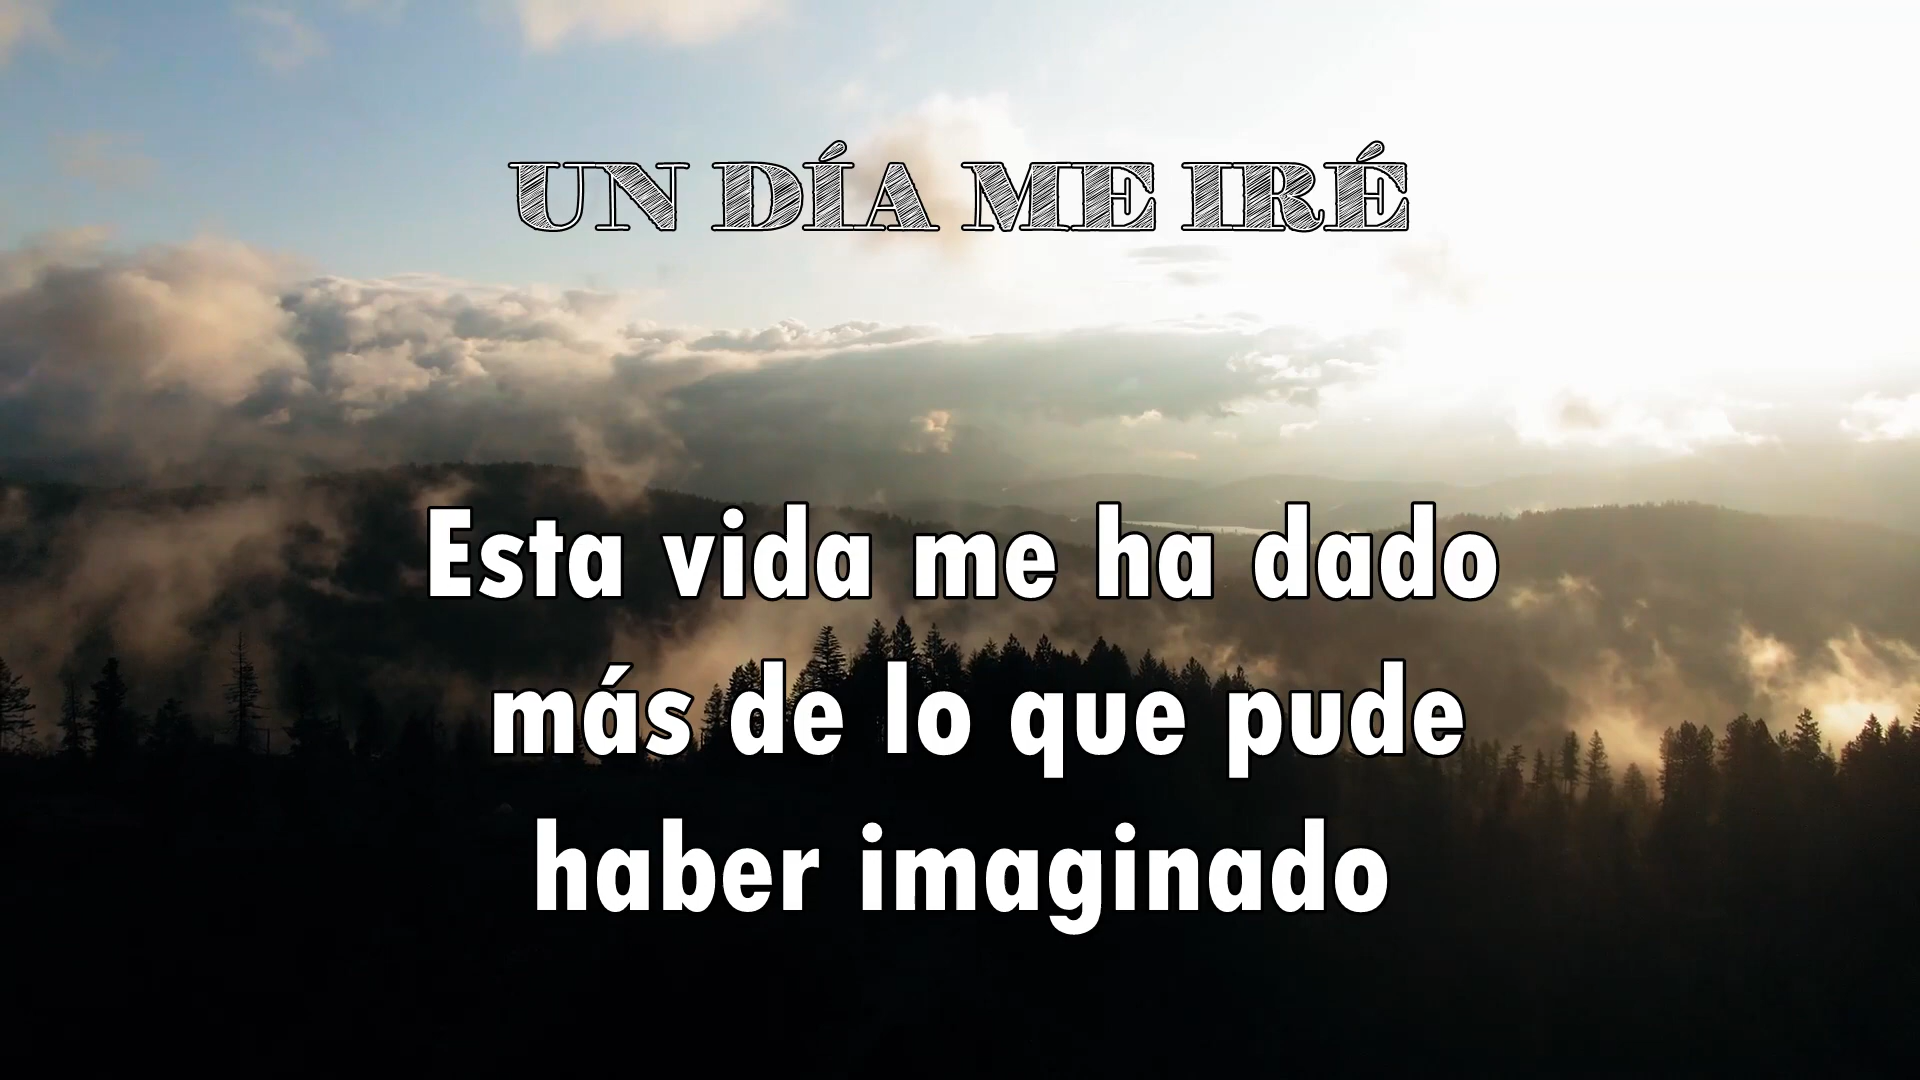 UN DÍA ME IRÉ
Esta vida me ha dado
más de lo que pude
haber imaginado